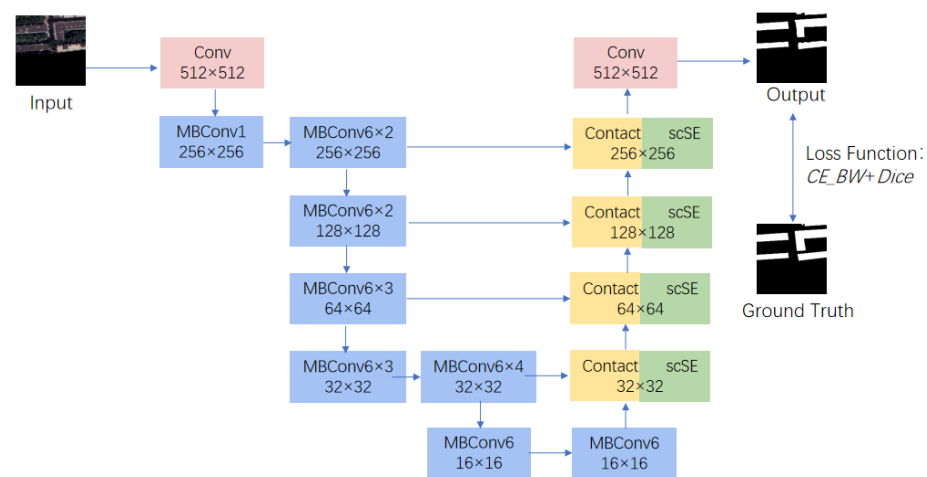 Input
Conv
512×512
MBConv1
256×256
MBConv6×2
256×256
MBConv6×2
128×128
MBConv6×3
64×64
MBConv6×3
32×32
MBConv6×4
32×32
MBConv6
16×16
MBConv6
16×16
Contact scSE
32×32
Contact scSE
64×64
Contact scSE
128×128
Contact scSE
256×256
Conv
512×512
Output
Loss Function:
CE_BW+Dice
Ground Truth